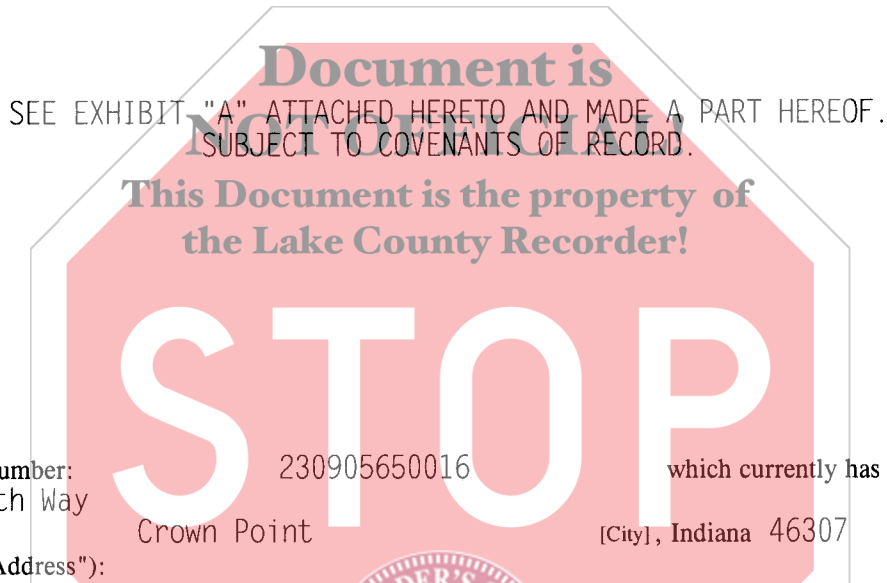 Document is
SEE EXHIBIT "A" ATTACHED HERETO AND MADE A PART HEREOF.
NOT OFFICIAL!
SUBJECT TO COVENANTS OF RECORD.
This Document is the property of
the Lake County Recorder!
STOP
umber: 230905650016 which currently has
th Way
Crown Point [City], Indiana 46307
Address"):
DER'S